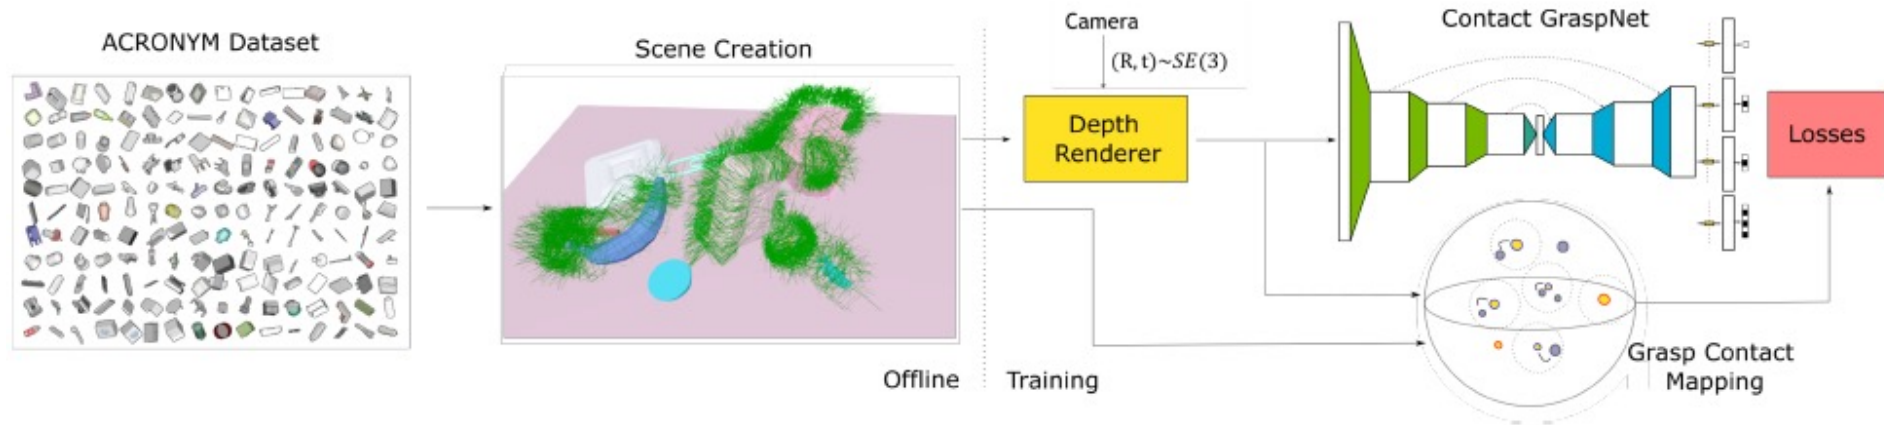 ACRONYM Dataset
Scene Creation
Camera
(R, t)~SE(3)
Depth
Renderer
Contact GraspNet
Losses
Grasp Contact
Mapping
Offline
Training